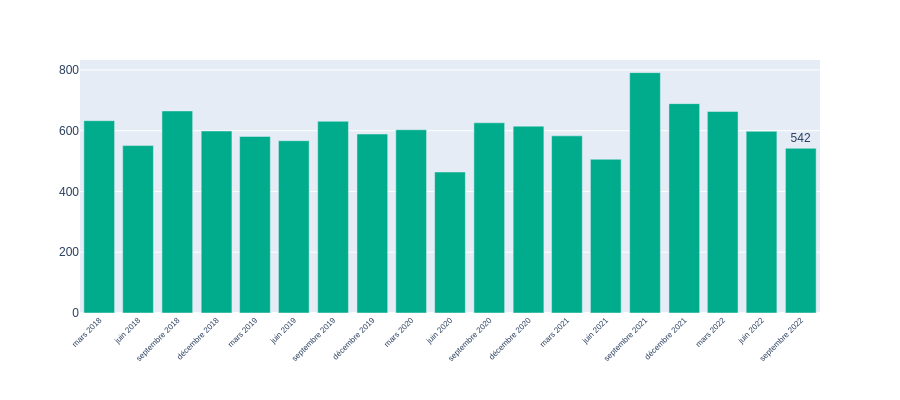 800
600
400
200
0
542
mars 2018
juin 2018
septembre 2018
décembre 2018
mars 2019
juin 2019
septembre 2019
décembre 2019
mars 2020
juin 2020
septembre 2020
décembre 2020
mars 2021
juin 2021
septembre 2021
décembre 2021
mars 2022
juin 2022
septembre 2022